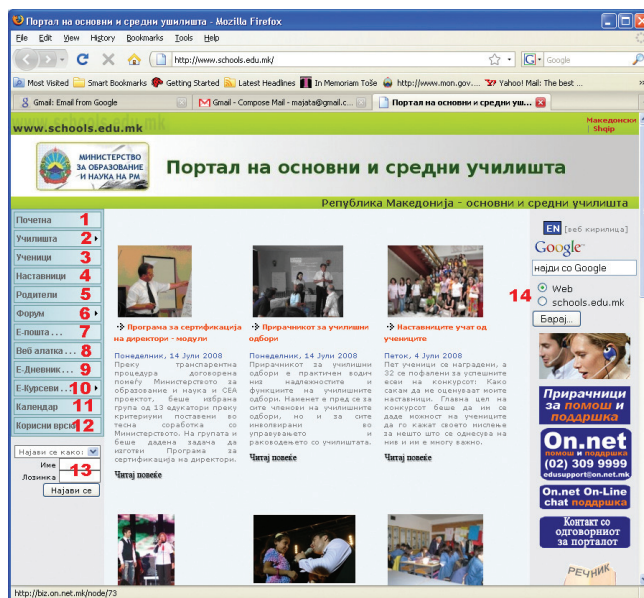 Портал на основни и средни училишта - Mozilla Firefox
File Edit View History Bookmarks Tools Help
http://www.schools.edu.mk/
Google
Most Visited Smart Bookmarks Getting Started Latest Headlines In Memoriam Toše http://www.mon.gov.... Yahoo! Mail: The best ...
Gmail: Email from Google
Gmail - Compose Mail - majata@gmail.c...
Портал на основни и средни уч...
www.schools.edu.mk
Македонски
| Shqip
МИНИСТЕРСТВО
ЗА ОБРАЗОВАНИЕ
И НАУКА НА РМ
Портал на основни и средни училишта
Република Македонија - основни и средни училишта
Почетна 1
Училишта 2
Ученици 3
Наставници 4
Родители 5
Форум 6
Е-пошта ... 7
Веб алатка ... 8
Е-Дневник ... 9
Е-Курсеви ... 10
Календар 11
Корисни врски 12
Најави се како:
Име
13
Лозинка
Најави се
Програма за сертификација
на директори - модули
Понеделник, 14 Јули 2008
Преку транспарентна
процедура договорена
помеѓу Министерството за
образование и наука и СЕА
проектот, беше избрана
група од 13 едукатори преку
критериуми поставени во
тесна соработка со
Министерството. На групата и
беше дадена задача да
изготви Програма за
сертификација на директори.
Читај повеќе
Прирачникот за училишни
одбори
Понеделник, 14 Јули 2008
Прирачникот за училишни
одбори е практичен водич
низ надлежностите и
функциите на училишните
одбори. Наменет е пред се за
сите членови на училишните
одбори, но и за сите
инволвирани во
управувањето и
раководењето со училиштата.
Читај повеќе
Наставниците учат од
учениците
Петок, 4 Јули 2008
Пет ученици се наградени, а
32 се пофалени за успешните
есеи на конкурсот: Како
сакам да не оценуваат моите
наставници. Главна цел на
конкурсот беше да им се
даде можност на учениците
да го кажат своето мислење
за нешто што се однесува на
нив и им е многу важно.
Читај повеќе
EN [веб кирилица]
Google
најди со Google
14
Web
schools.edu.mk
Барај...
Прирачници
за помош и
поддршка
On.net
помош и поддршка
(02) 309 9999
edusupport@on.net.mk
On.net On-Line
chat поддршка
Контакт со
одговорниот
за порталот
РЕЧНИК
http://biz.on.net.mk/node/73